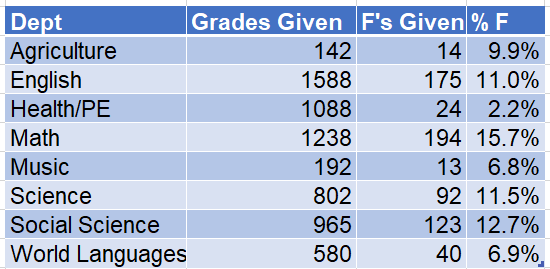 Dept Grades Given F's Given % F
Agriculture 142 14 9.9%
English 1588 175 11.0%
Health/PE 1088 24 2.2%
Math 1238 194 15.7%
Music 192 13 6.8%
Science 802 92 11.5%
Social Science 965 123 12.7%
World Languages 580 40 6.9%